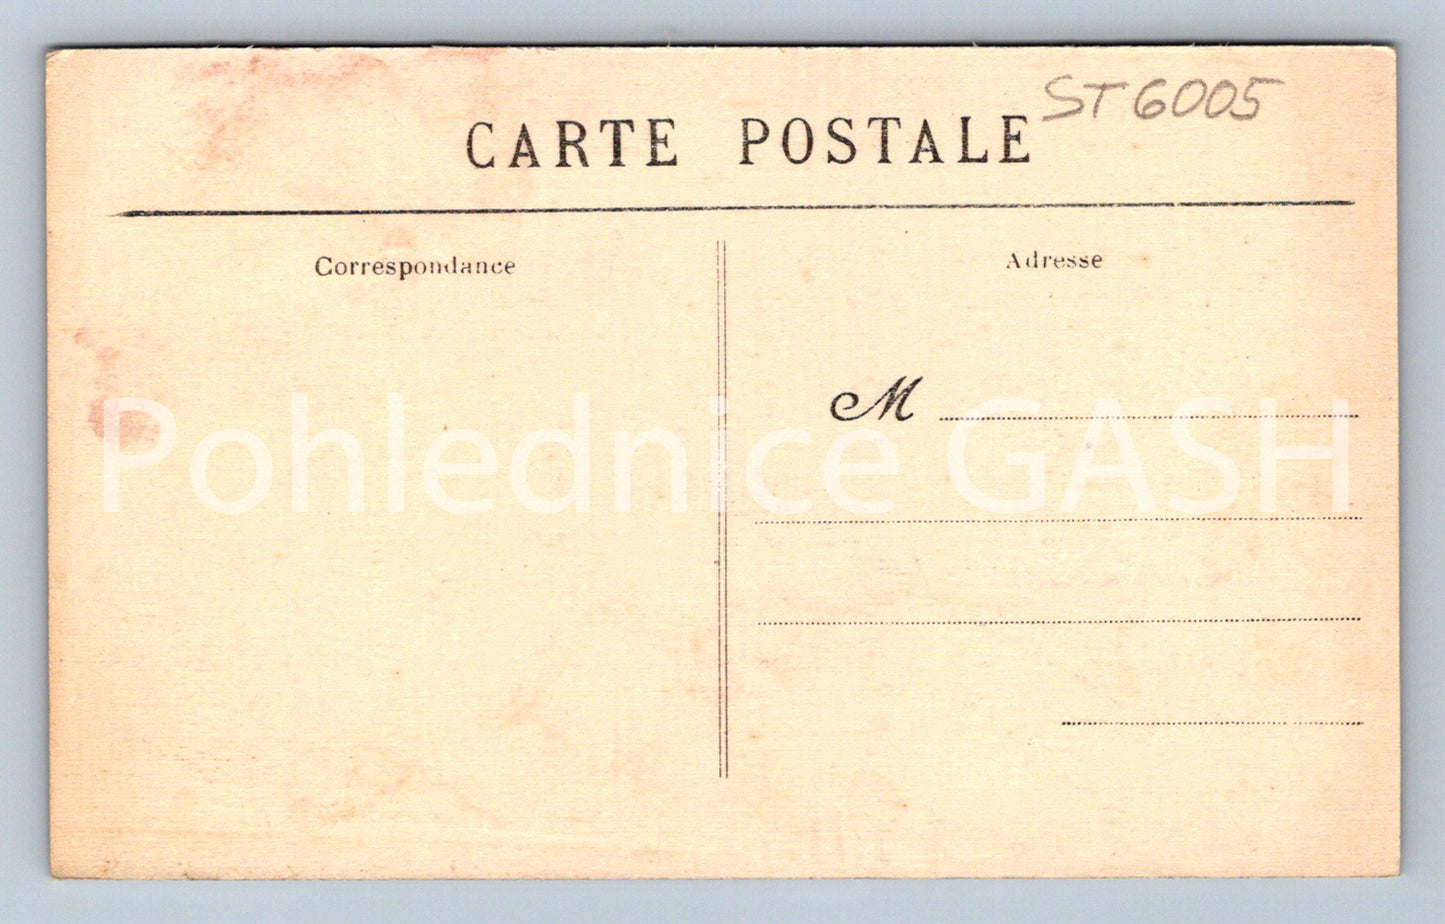 ST6005
CARTE POSTALE
Correspondance
Adresse
M
Pohlednice GASH